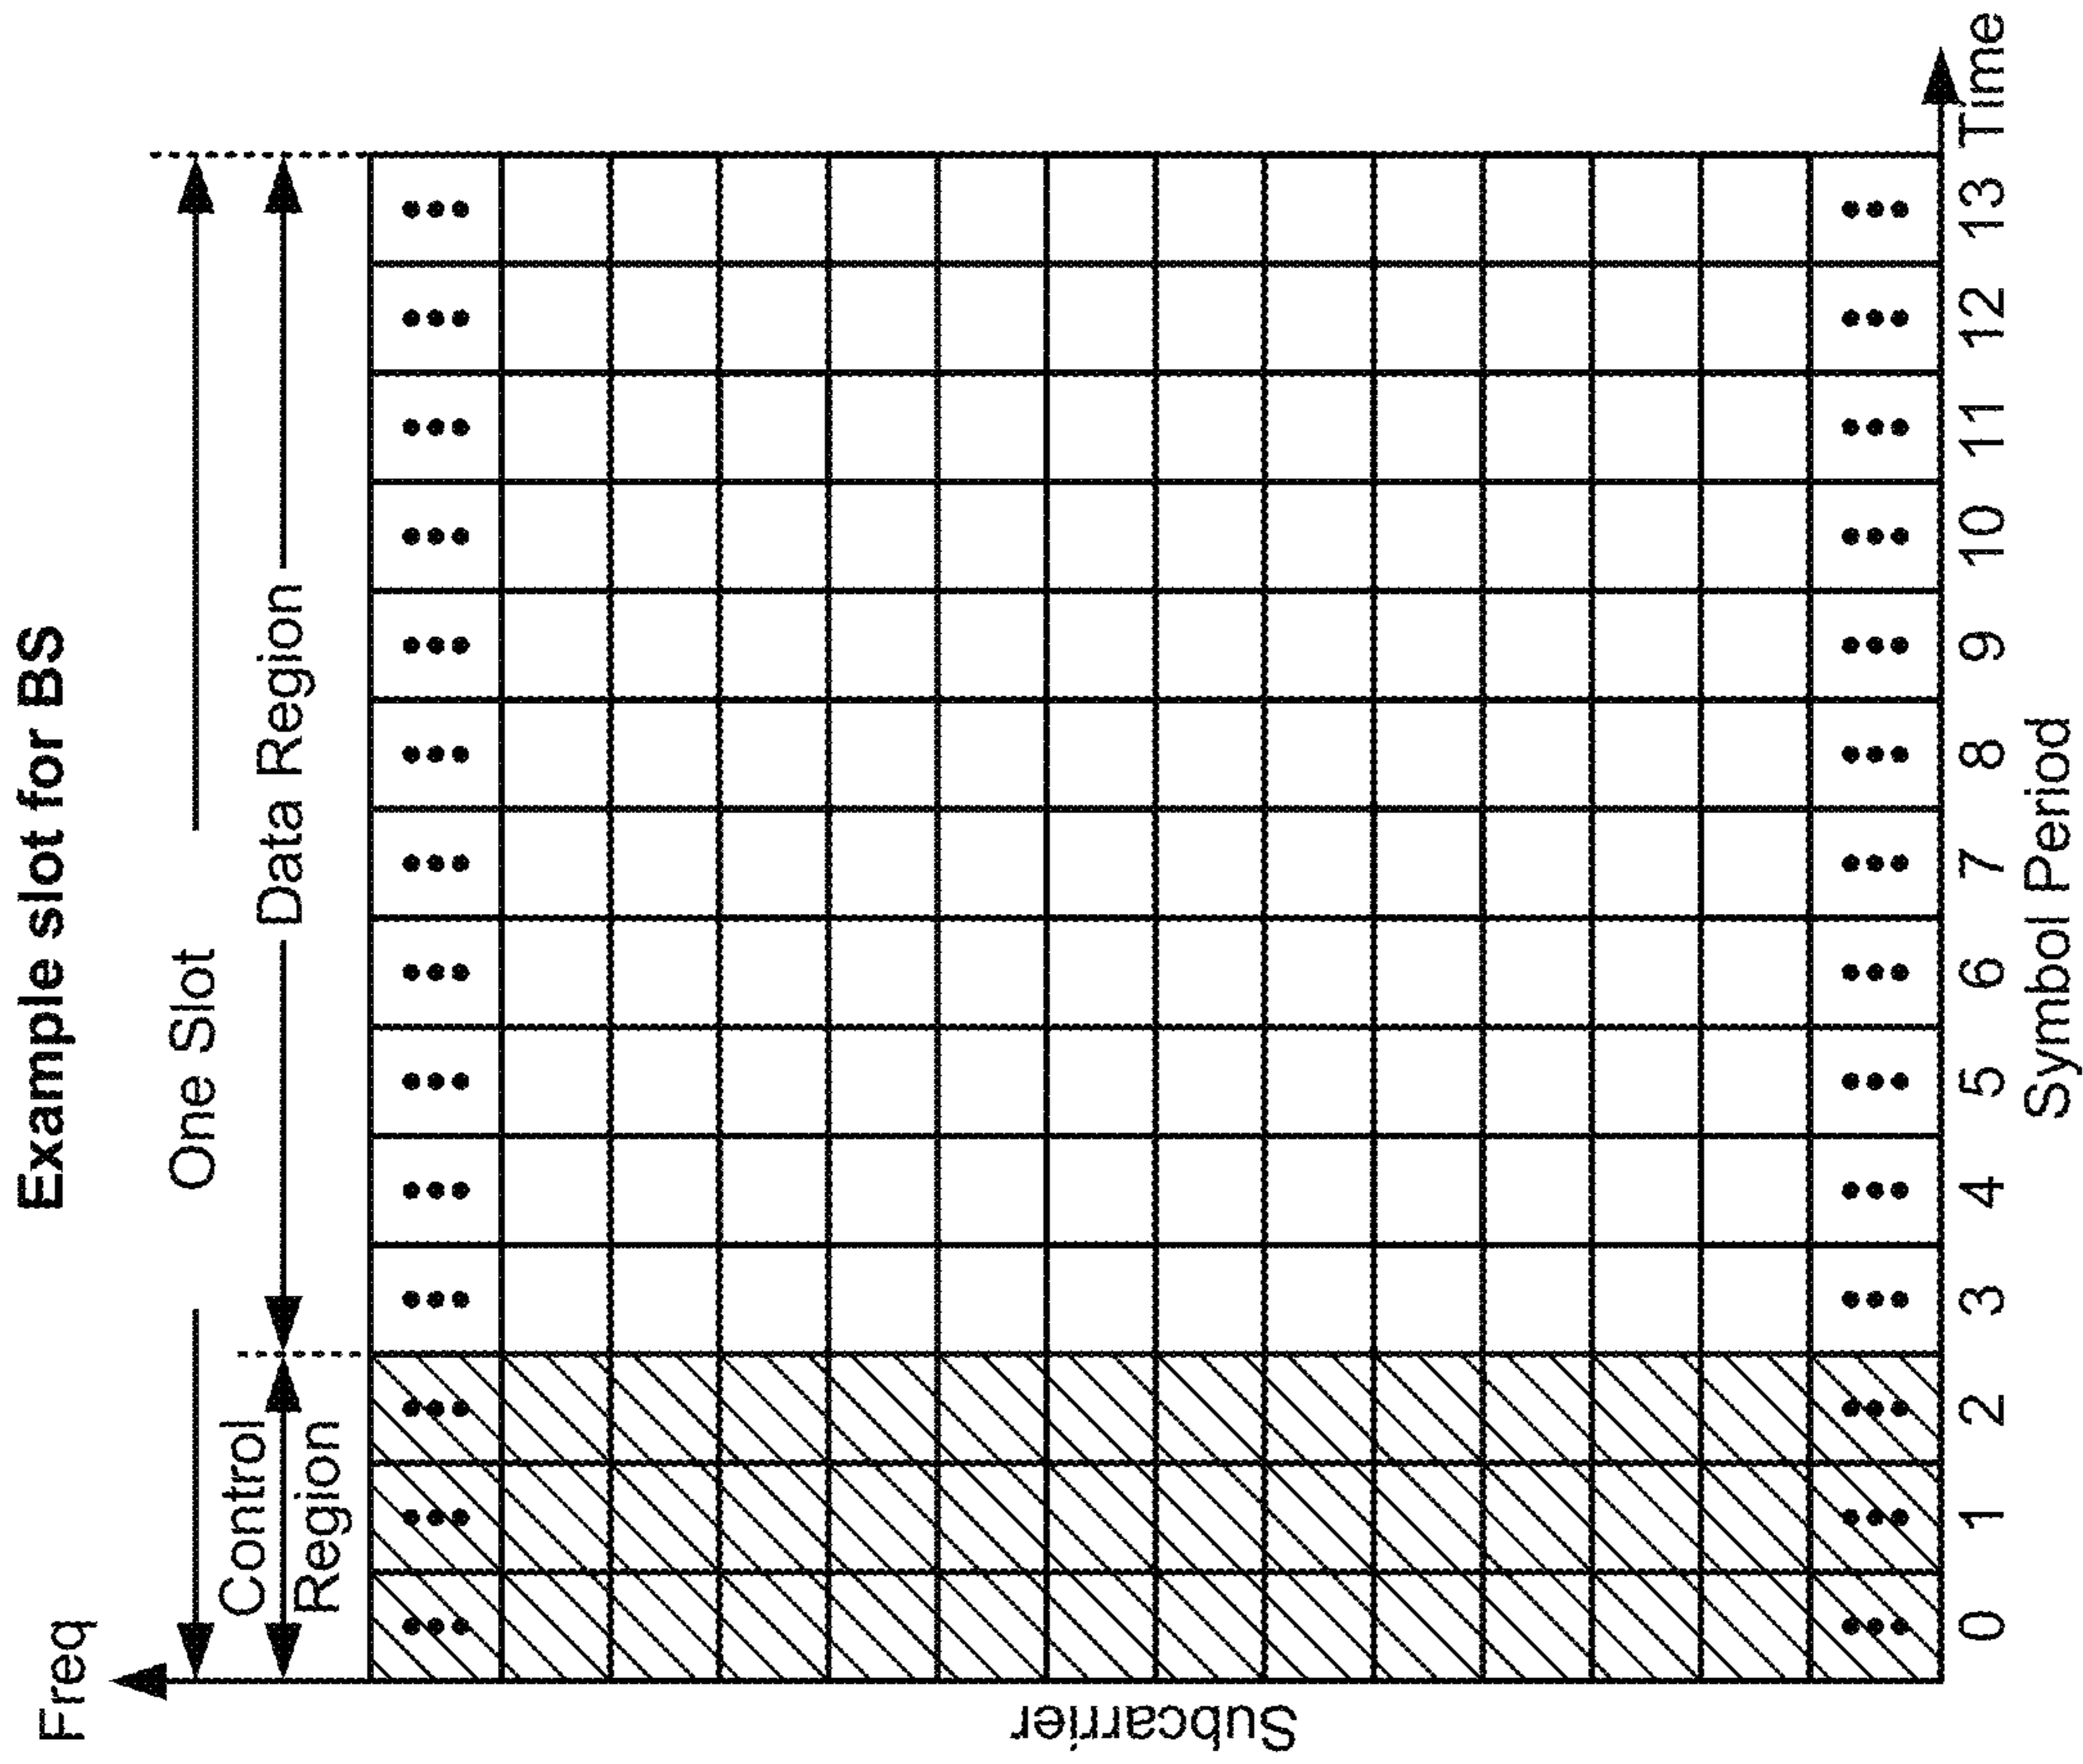 Example slot for BS
Freq
One Slot
Control
Region
Data Region
Subcarrier
0 1 2 3 4 5 6 7 8 9 10 11 12 13 Time
Symbol Period